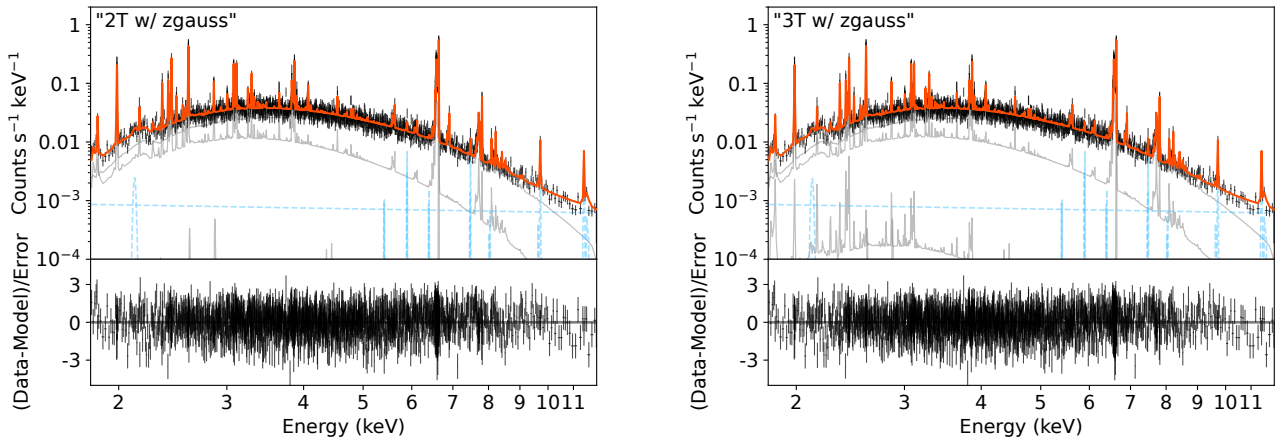 "2T w/ zgauss"
Counts s⁻¹ keV⁻¹
1
0.1
0.01
10⁻³
10⁻⁴
(Data-Model)/Error
3
0
-3
2 3 4 5 6 7 8 9 10 11
Energy (keV)
"3T w/ zgauss"
Counts s⁻¹ keV⁻¹
1
0.1
0.01
10⁻³
10⁻⁴
(Data-Model)/Error
3
0
-3
2 3 4 5 6 7 8 9 10 11
Energy (keV)